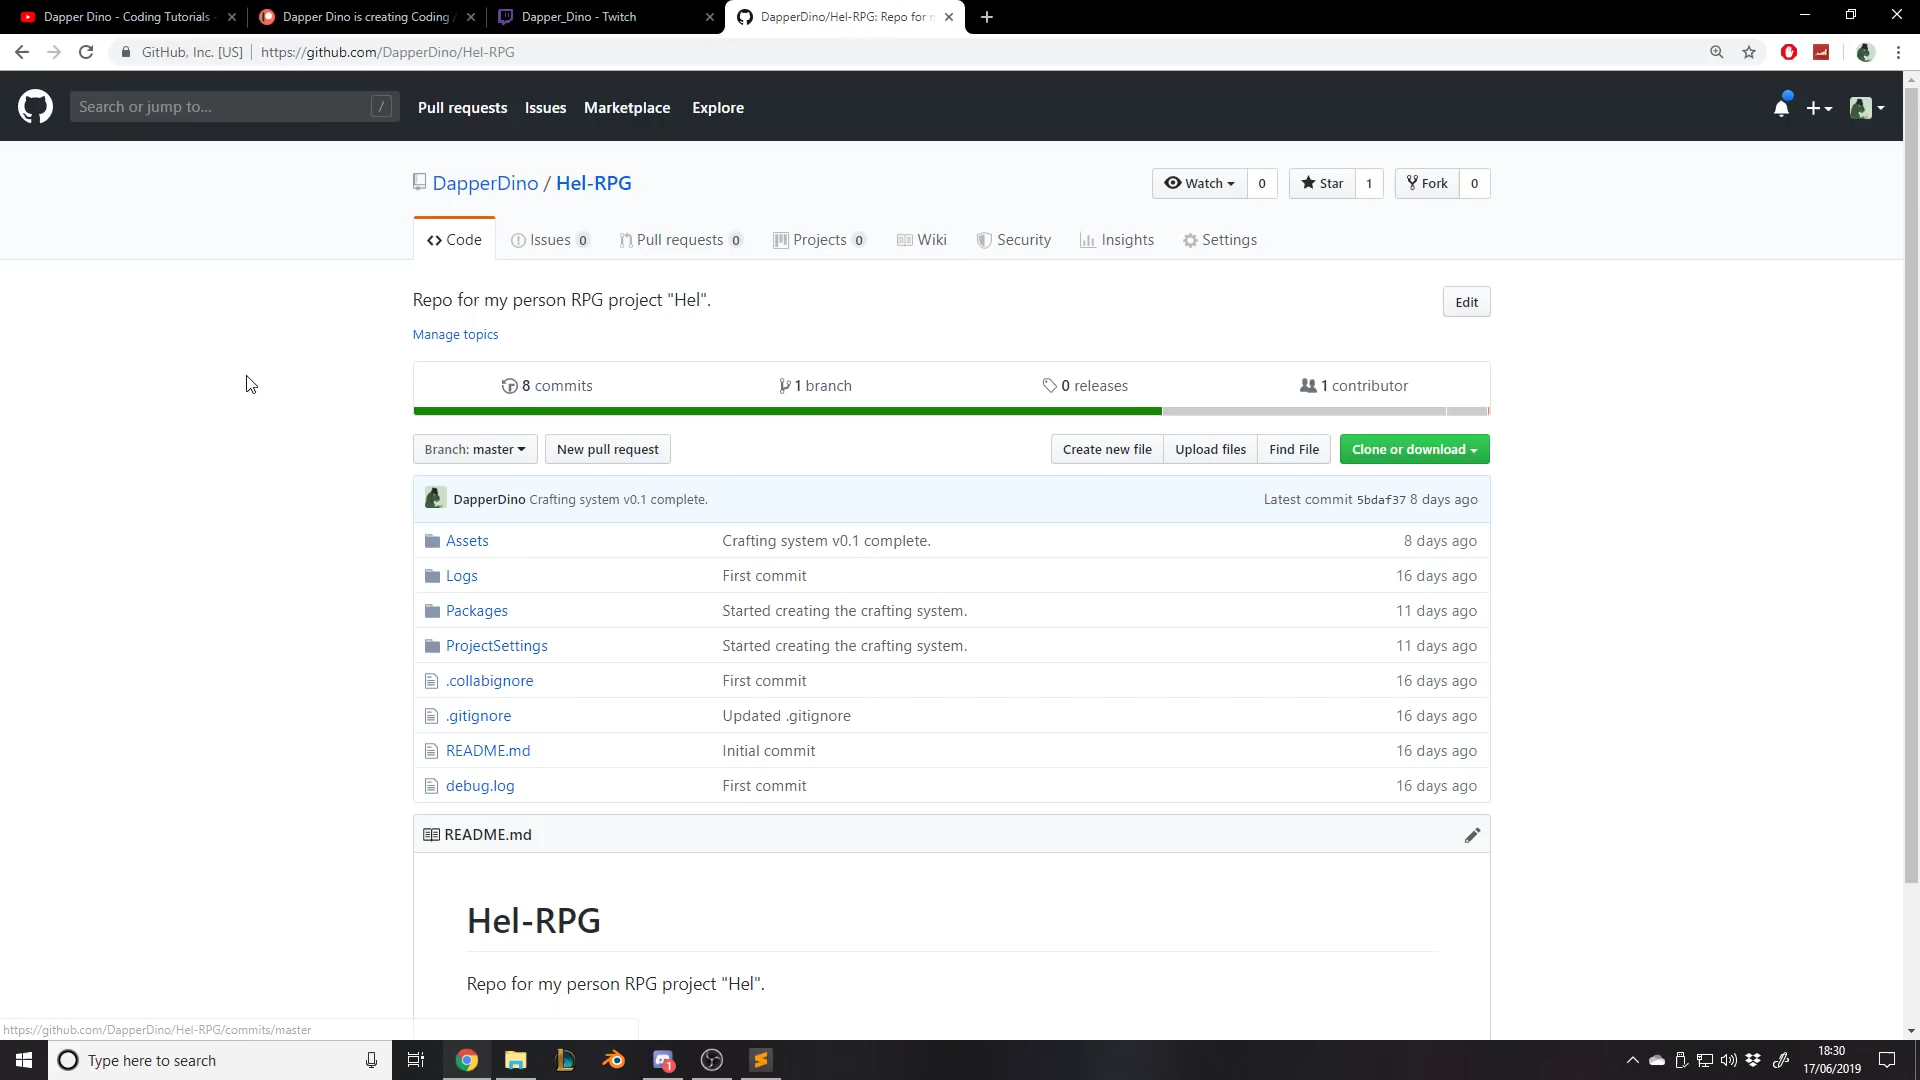 Dapper Dino - Coding Tutorials
Dapper Dino is creating Coding
Dapper_Dino - Twitch
DapperDino/Hel-RPG: Repo for
GitHub, Inc. [US] https://github.com/DapperDino/Hel-RPG
Search or jump to... /
Pull requests Issues Marketplace Explore
DapperDino / Hel-RPG
Watch 0 Star 1 Fork 0
Code Issues 0 Pull requests 0 Projects 0 Wiki Security Insights Settings
Repo for my person RPG project "Hel". Edit
Manage topics
8 commits 1 branch 0 releases 1 contributor
Branch: master New pull request Create new file Upload files Find File Clone or download
DapperDino Crafting system v0.1 complete. Latest commit 5bdaf37 8 days ago
Assets Crafting system v0.1 complete. 8 days ago
Logs First commit 16 days ago
Packages Started creating the crafting system. 11 days ago
ProjectSettings Started creating the crafting system. 11 days ago
.collabignore First commit 16 days ago
.gitignore Updated .gitignore 16 days ago
README.md Initial commit 16 days ago
debug.log First commit 16 days ago
README.md
Hel-RPG
Repo for my person RPG project "Hel".
https://github.com/DapperDino/Hel-RPG/commits/master
Type here to search
1
18:30
17/06/2019